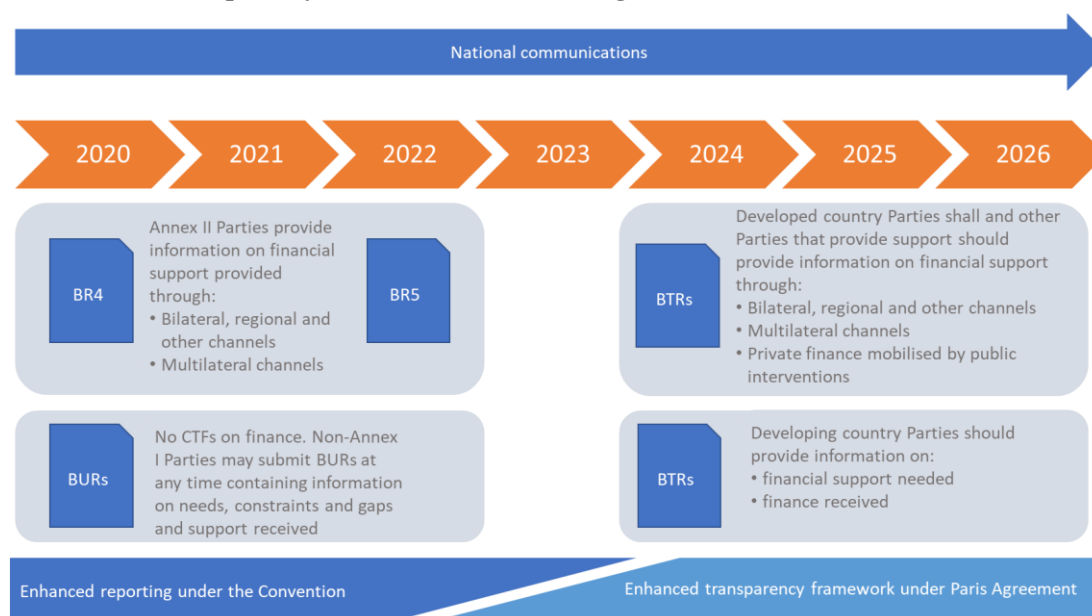 National communications
2020
2021
2022
2023
2024
2025
2026
BR4
Annex II Parties provide
information on financial
support provided
through:
• Bilateral, regional and
other channels
• Multilateral channels
BR5
BTRs
Developed country Parties shall and other
Parties that provide support should
provide information on financial support
through:
• Bilateral, regional and other channels
• Multilateral channels
• Private finance mobilised by public
interventions
BURs
No CTFs on finance. Non-Annex
I Parties may submit BURs at
any time containing information
on needs, constraints and gaps
and support received
BTRs
Developing country Parties should
provide information on:
• financial support needed
• finance received
Enhanced reporting under the Convention
Enhanced transparency framework under Paris Agreement